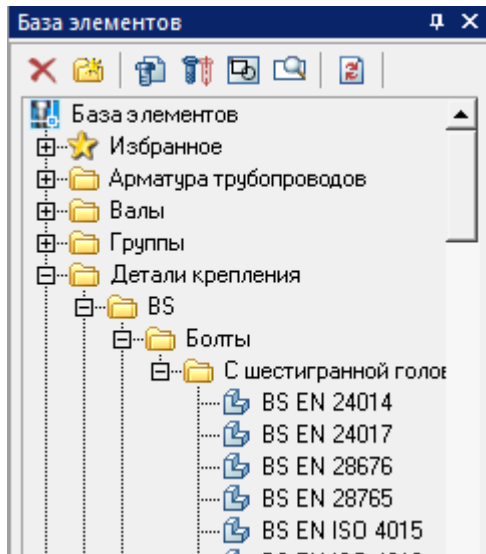 База элементов
База элементов
Избранное
Арматура трубопроводов
Валы
Группы
Детали крепления
BS
Болты
С шестигранной
BS EN 24014
BS EN 24017
BS EN 28676
BS EN 28765
BS EN ISO 4015